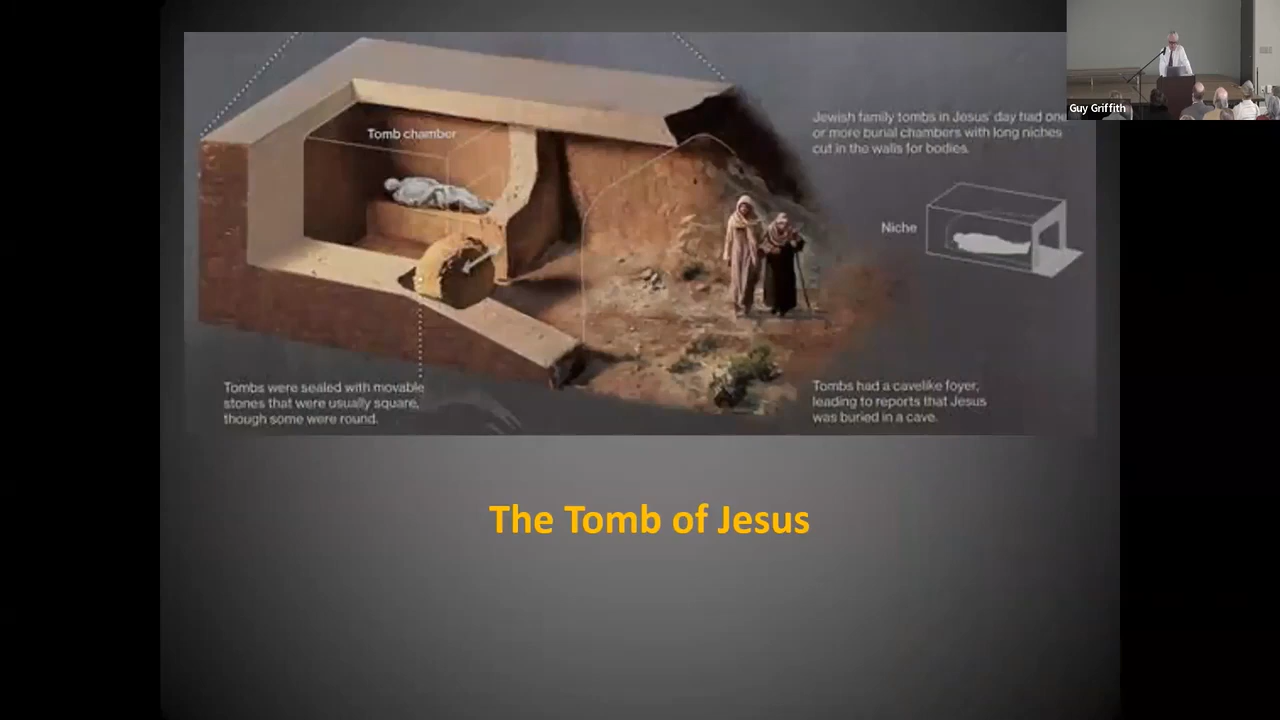 Guy Griffith
Tomb chamber
Jewish family tombs in Jesus' day had one
or more burial chambers with long niches
cut in the walls for bodies.
Niche
Tombs were sealed with movable
stones that were usually square,
though some were round.
Tombs had a cavelike foyer,
leading to reports that Jesus
was buried in a cave.
The Tomb of Jesus